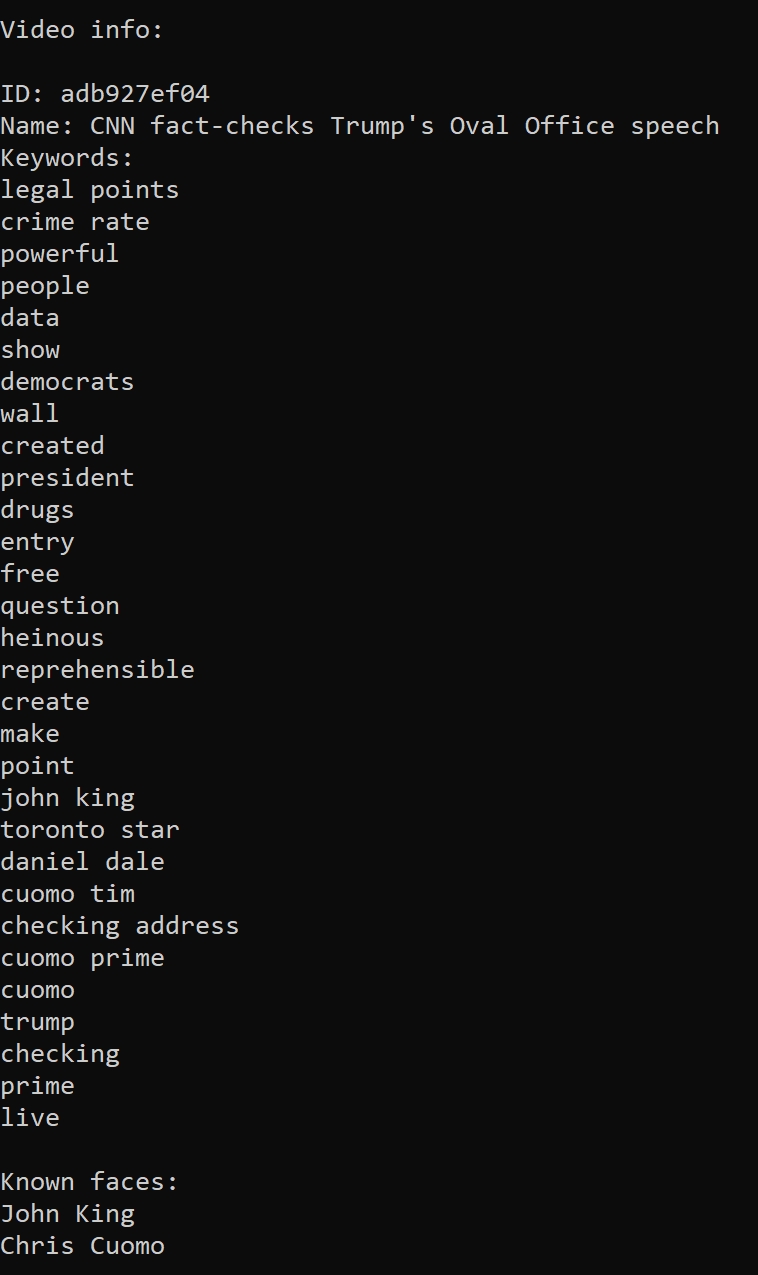 Video info:
ID: adb927ef04
Name: CNN fact-checks Trump's Oval Office speech
Keywords:
legal points
crime rate
powerful
people
data
show
democrats
wall
created
president
drugs
entry
free
question
heinous
reprehensible
create
make
point
john king
toronto star
daniel dale
cuomo tim
checking address
cuomo prime
cuomo
trump
checking
prime
live
Known faces:
John King
Chris Cuomo